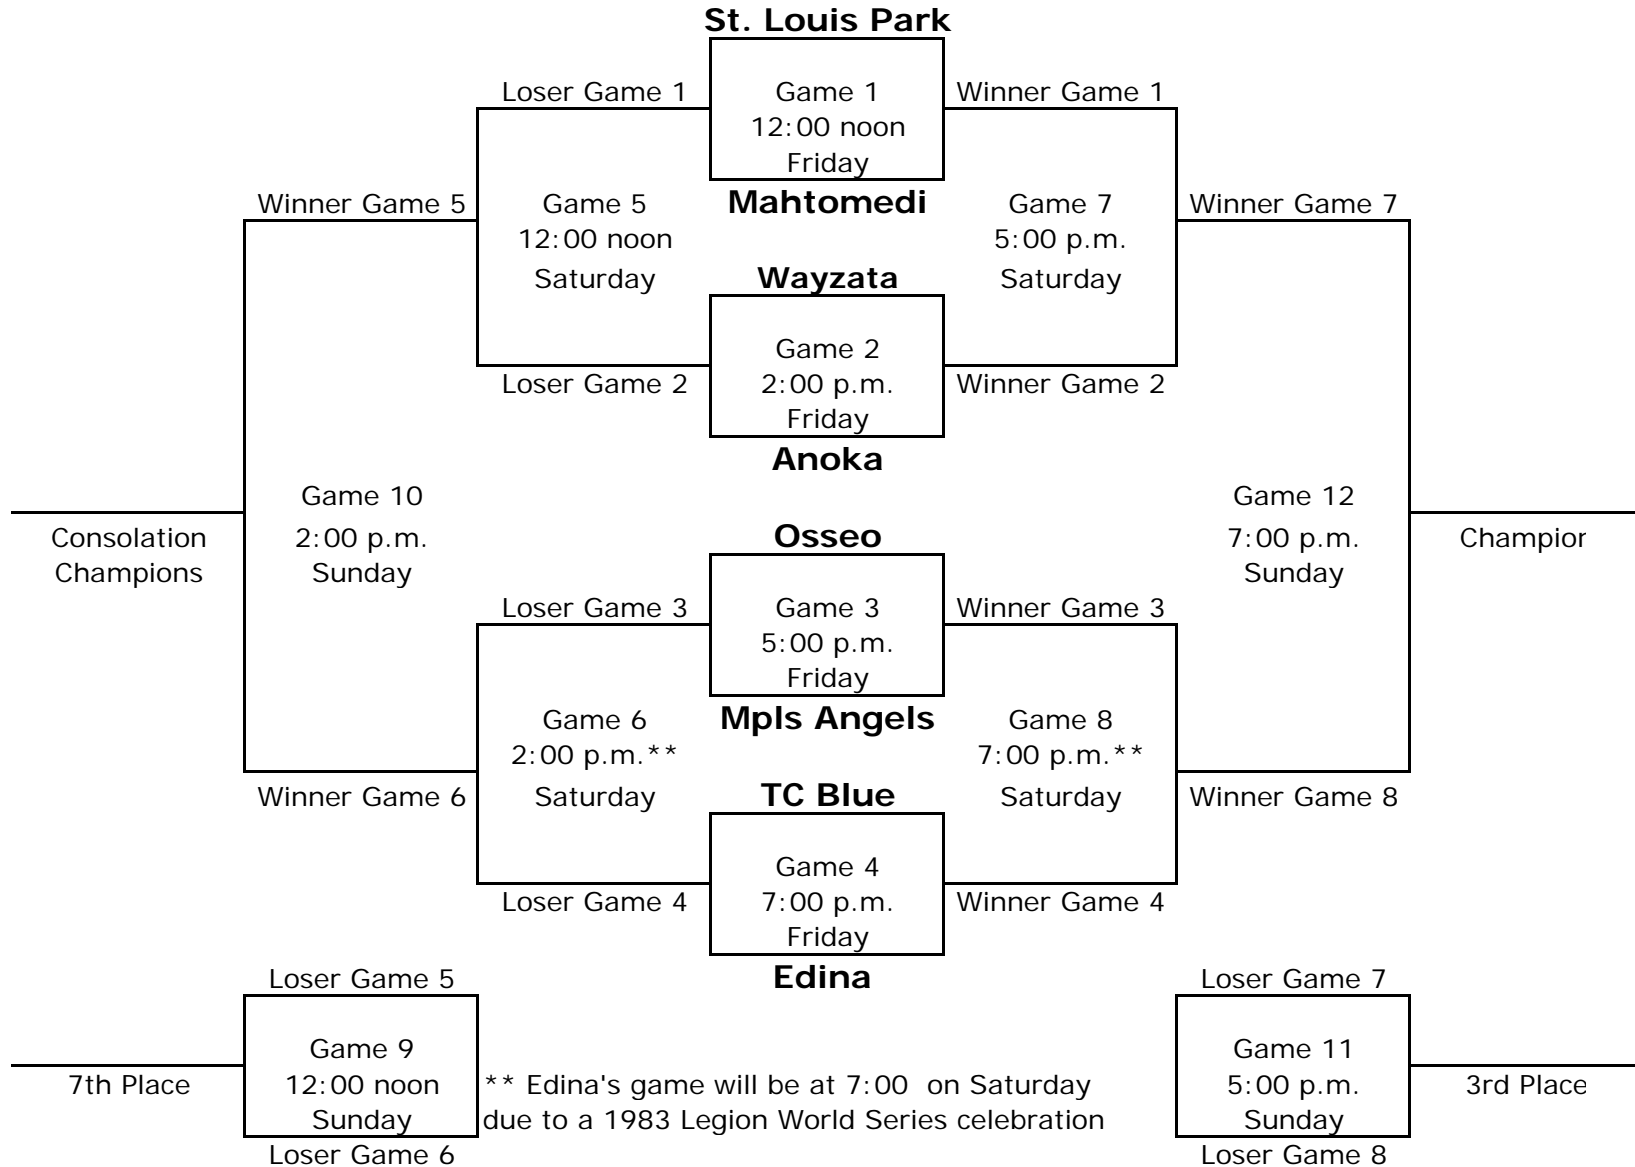 St. Louis Park
Loser Game 1
Game 1
Winner Game 1
12:00 noon
Friday
Winner Game 5
Game 5
Mahtomedi
Game 7
Winner Game 7
12:00 noon
5:00 p.m.
Saturday
Wayzata
Saturday
Game 2
Loser Game 2
2:00 p.m.
Winner Game 2
Friday
Anoka
Game 10
Game 12
Consolation
2:00 p.m.
Osseo
7:00 p.m.
Champior
Champions
Sunday
Sunday
Loser Game 3
Game 3
Winner Game 3
5:00 p.m.
Friday
Game 6
Mpls Angels
Game 8
2:00 p.m.**
7:00 p.m.**
Winner Game 6
Saturday
TC Blue
Saturday
Winner Game 8
Game 4
Loser Game 4
7:00 p.m.
Winner Game 4
Friday
Loser Game 5
Edina
Loser Game 7
Game 9
Game 11
7th Place
12:00 noon
** Edina's game will be at 7:00  on Saturday
5:00 p.m.
3rd Place
Sunday
due to a 1983 Legion World Series celebration
Sunday
Loser Game 6
Loser Game 8